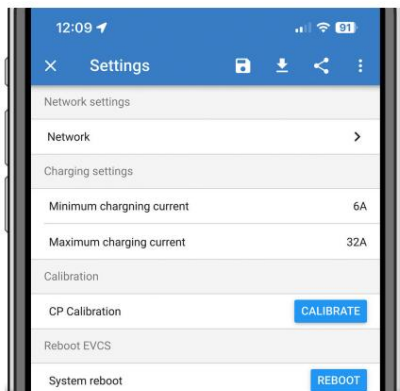 12:09
91
Settings
Network settings
Network
Charging settings
Minimum chargning current 6A
Maximum charging current 32A
Calibration
CP Calibration CALIBRATE
Reboot EVCS
System reboot REBOOT